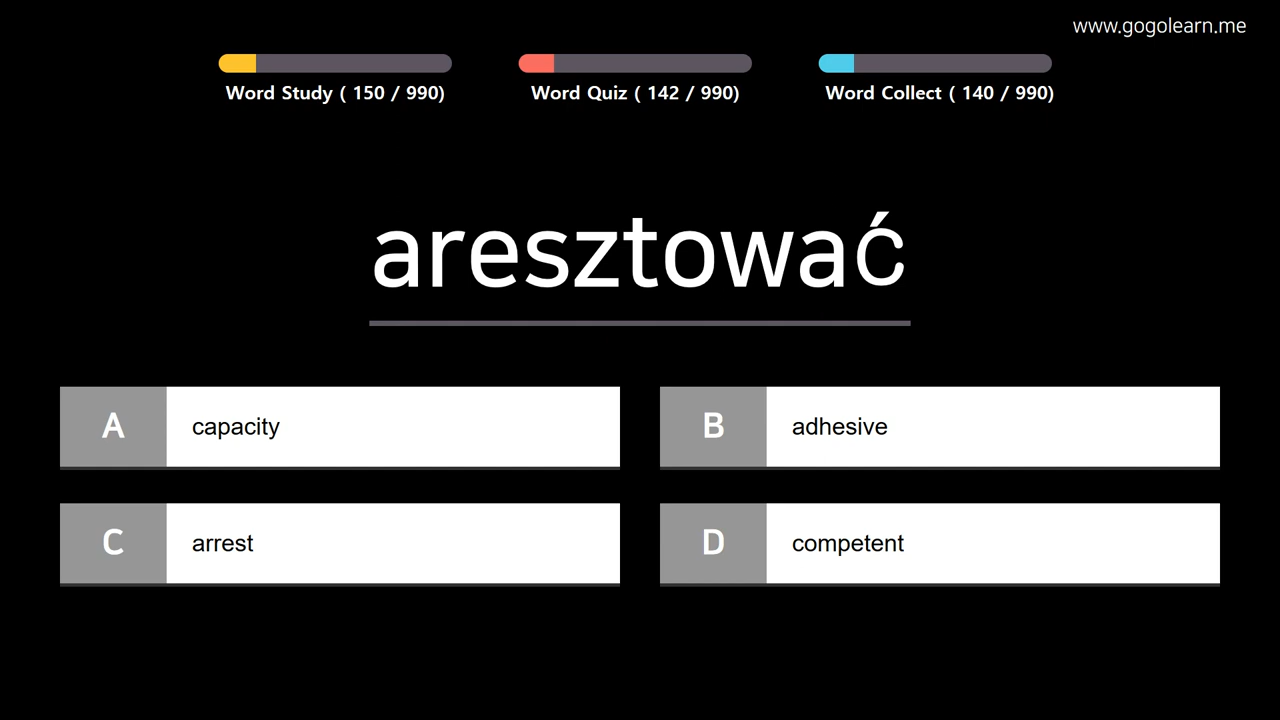 www.gogolearn.me
Word Study ( 150 / 990)
Word Quiz ( 142 / 990)
Word Collect ( 140 / 990)
aresztować
A capacity
B adhesive
C arrest
D competent